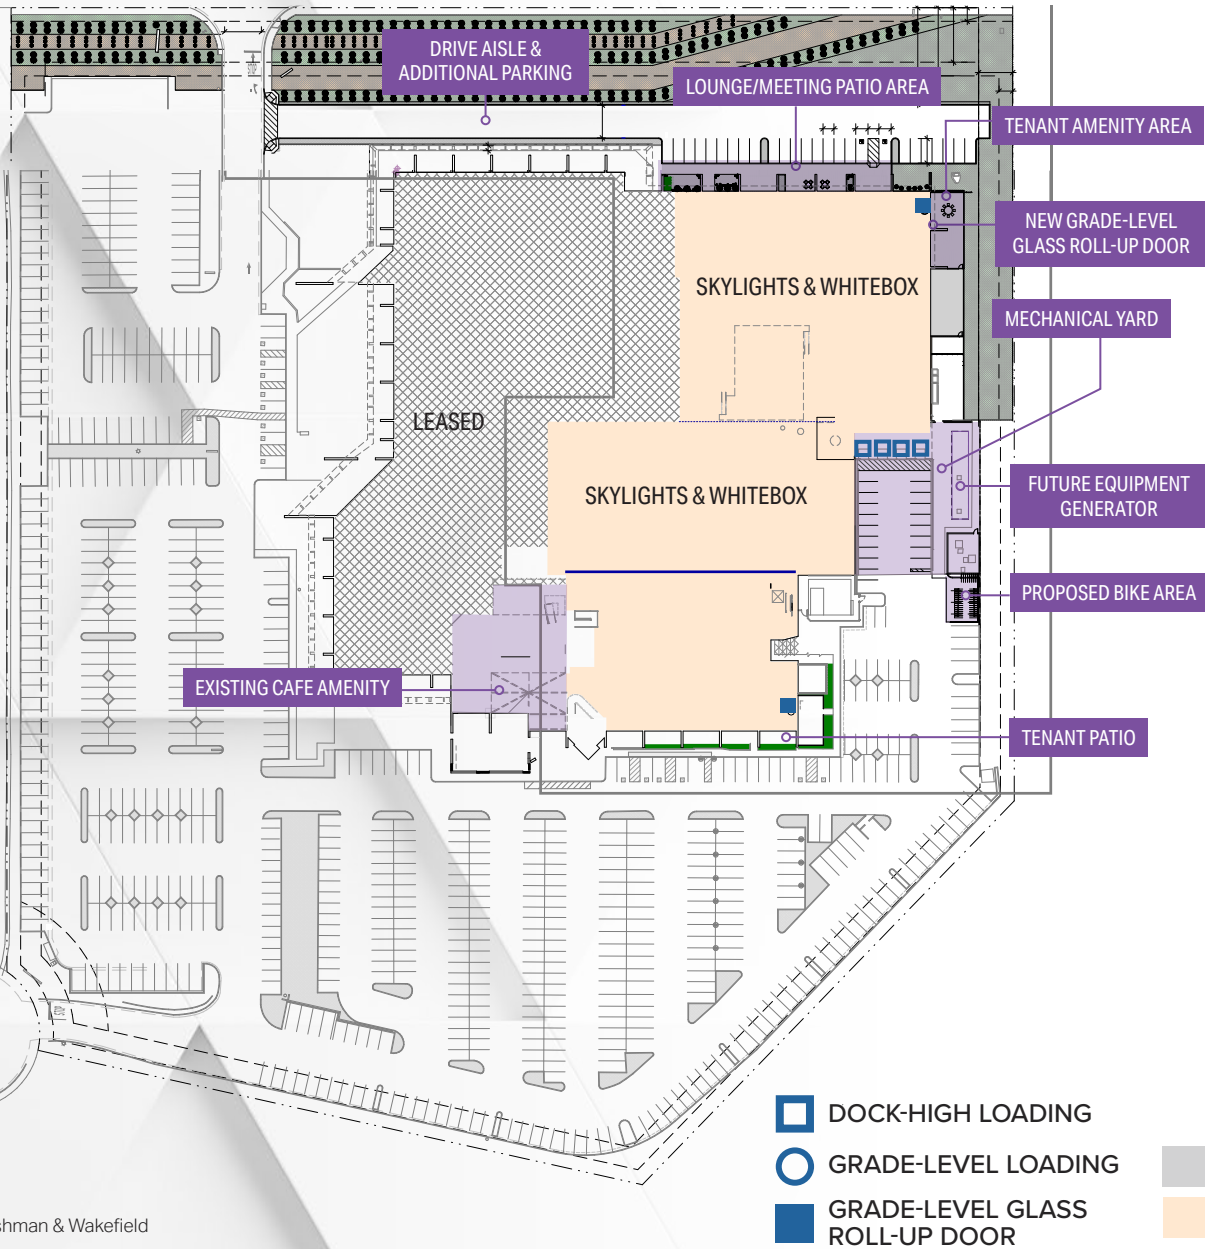 DRIVE AISLE &
ADDITIONAL PARKING
LOUNGE/MEETING PATIO AREA
TENANT AMENITY AREA
NEW GRADE-LEVEL
GLASS ROLL-UP DOOR
SKYLIGHTS & WHITEBOX
MECHANICAL YARD
LEASED
SKYLIGHTS & WHITEBOX
FUTURE EQUIPMENT
GENERATOR
PROPOSED BIKE AREA
EXISTING CAFE AMENITY
TENANT PATIO
DOCK-HIGH LOADING
GRADE-LEVEL LOADING
GRADE-LEVEL GLASS
ROLL-UP DOOR
& Wakefield